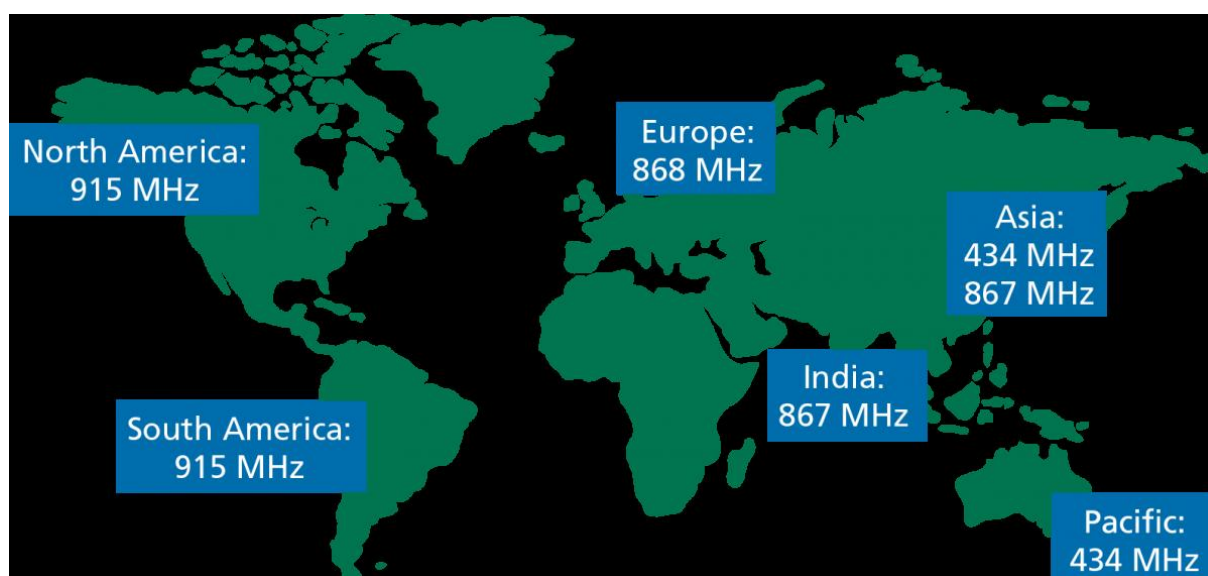 North America:
915 MHz
Europe:
868 MHz
Asia:
434 MHz
867 MHz
India:
867 MHz
South America:
915 MHz
Pacific:
434 MHz